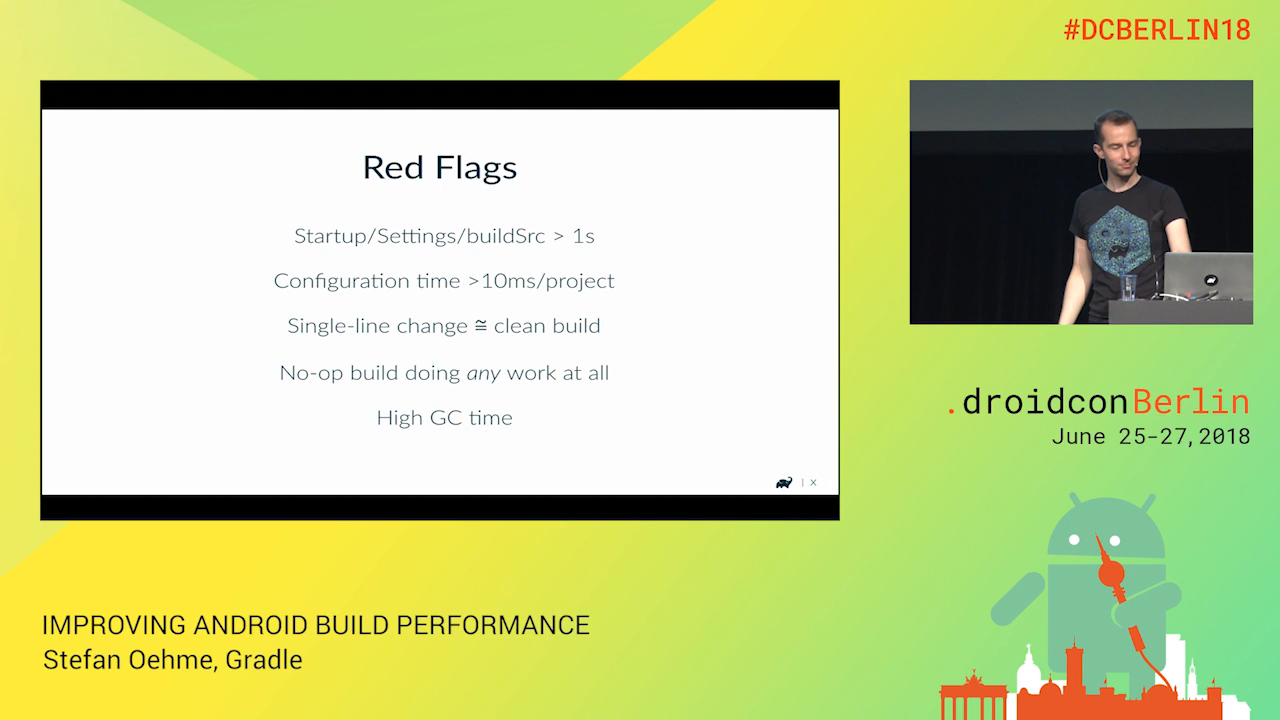 #DCBERLIN18
Red Flags
Startup/Settings/buildSrc > 1s
Configuration time >10ms/project
Single-line change ≅ clean build
No-op build doing any work at all
High GC time
| X
.droidconBerlin
June 25-27, 2018
IMPROVING ANDROID BUILD PERFORMANCE
Stefan Oehme, Gradle